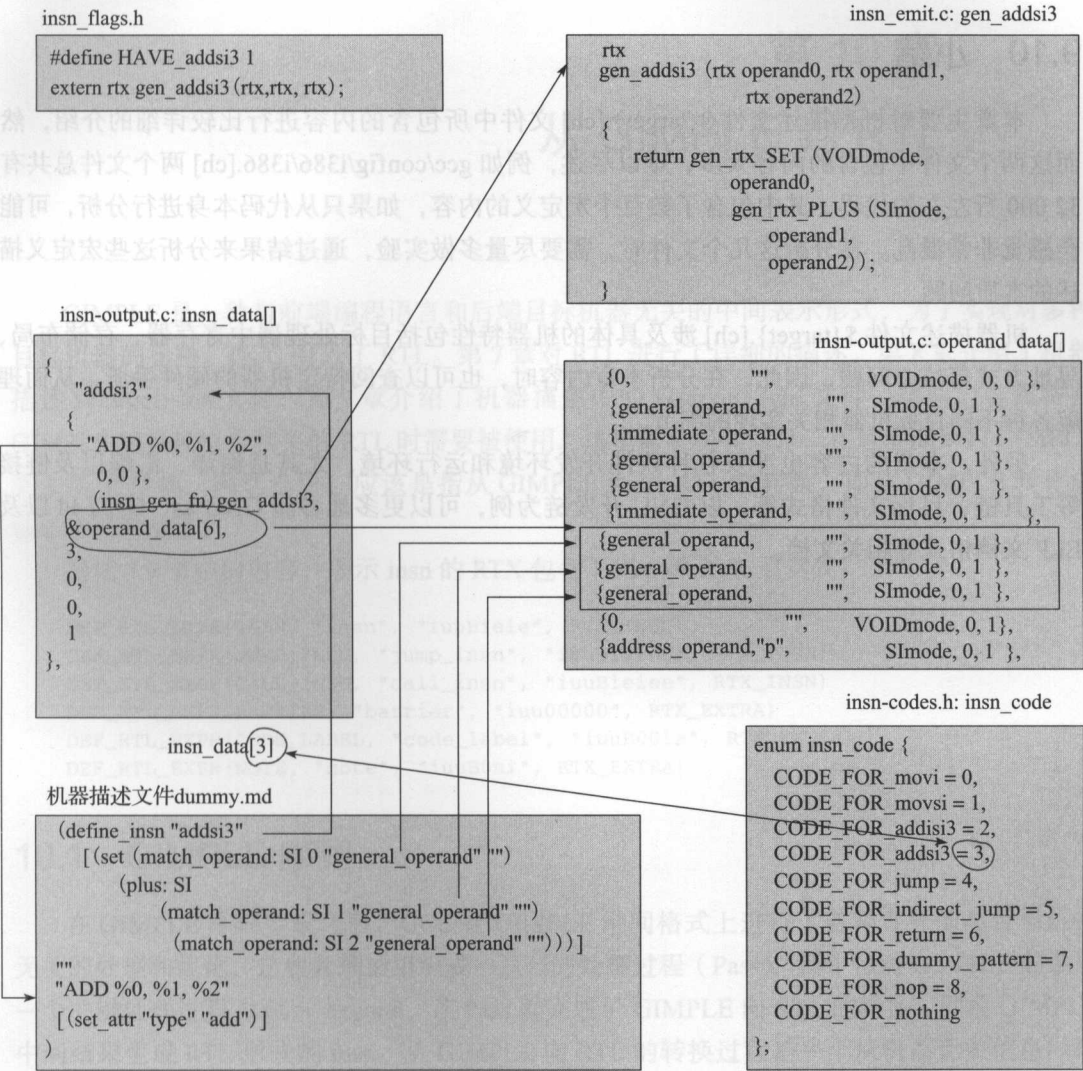 insn_flags.h
#define HAVE_addsi3 1
extern rtx gen_addsi3(rtx,rtx, rtx);
insn_emit.c: gen_addsi3
rtx
gen_addsi3 (rtx operand0, rtx operand1,
rtx operand2)
{
return gen_rtx_SET (VOIDmode,
operand0,
gen_rtx_PLUS (SImode,
operand1,
operand2));
}
insn-output.c: insn_data[]
{
"addsi3",
{
"ADD %0, %1, %2",
0, 0 },
(insn_gen_fn) gen_addsi3,
&operand_data[6],
3,
0,
0,
1
},
insn-output.c: operand_data[]
{0, "", VOIDmode, 0, 0 },
{general_operand, "", SImode, 0, 1 },
{immediate_operand, "", SImode, 0, 1 },
{general_operand, "", SImode, 0, 1 },
{general_operand, "", SImode, 0, 1 },
{immediate_operand, "", SImode, 0, 1 },
{general_operand, "", SImode, 0, 1 },
{general_operand, "", SImode, 0, 1 },
{general_operand, "", SImode, 0, 1 },
{0, "", VOIDmode, 0, 1},
{address_operand,"p", SImode, 0, 1 },
insn_data[3]
机器描述文件dummy.md
(define_insn "addsi3"
[(set (match_operand: SI 0 "general_operand" "")
(plus: SI
(match_operand: SI 1 "general_operand" "")
(match_operand: SI 2 "general_operand" "")))]
""
"ADD %0, %1, %2"
[(set_attr "type" "add")]
)
insn-codes.h: insn_code
enum insn_code {
CODE_FOR_movi = 0,
CODE_FOR_movsi = 1,
CODE_FOR_addisi3 = 2,
CODE_FOR_addsi3 = 3,
CODE_FOR_jump = 4,
CODE_FOR_indirect_jump = 5,
CODE_FOR_return = 6,
CODE_FOR_dummy_pattern = 7,
CODE_FOR_nop = 8,
CODE_FOR_nothing
};